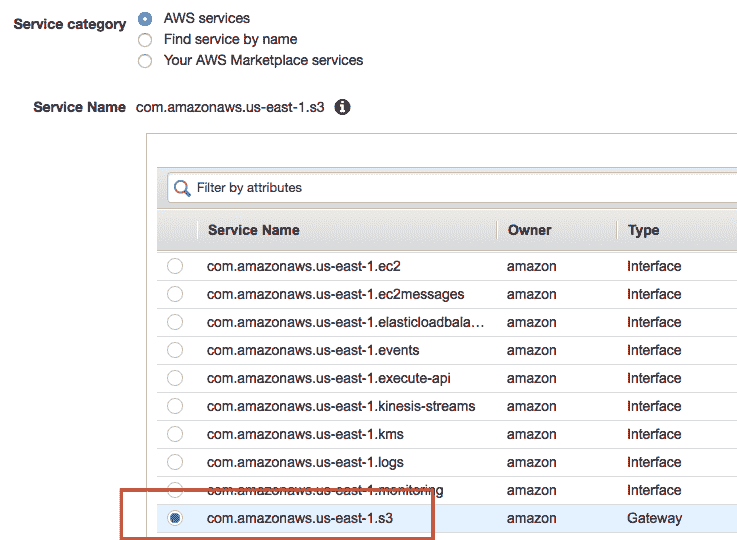 Service category AWS services
Find service by name
Your AWS Marketplace services
Service Name com.amazonaws.us-east-1.s3
Filter by attributes
Service Name Owner Type
com.amazonaws.us-east-1.ec2 amazon Interface
com.amazonaws.us-east-1.ec2messages amazon Interface
com.amazonaws.us-east-1.elasticloadbala... amazon Interface
com.amazonaws.us-east-1.events amazon Interface
com.amazonaws.us-east-1.execute-api amazon Interface
com.amazonaws.us-east-1.kinesis-streams amazon Interface
com.amazonaws.us-east-1.kms amazon Interface
com.amazonaws.us-east-1.logs amazon Interface
com.amazonaws.us-east-1.monitoring amazon Interface
com.amazonaws.us-east-1.s3 amazon Gateway